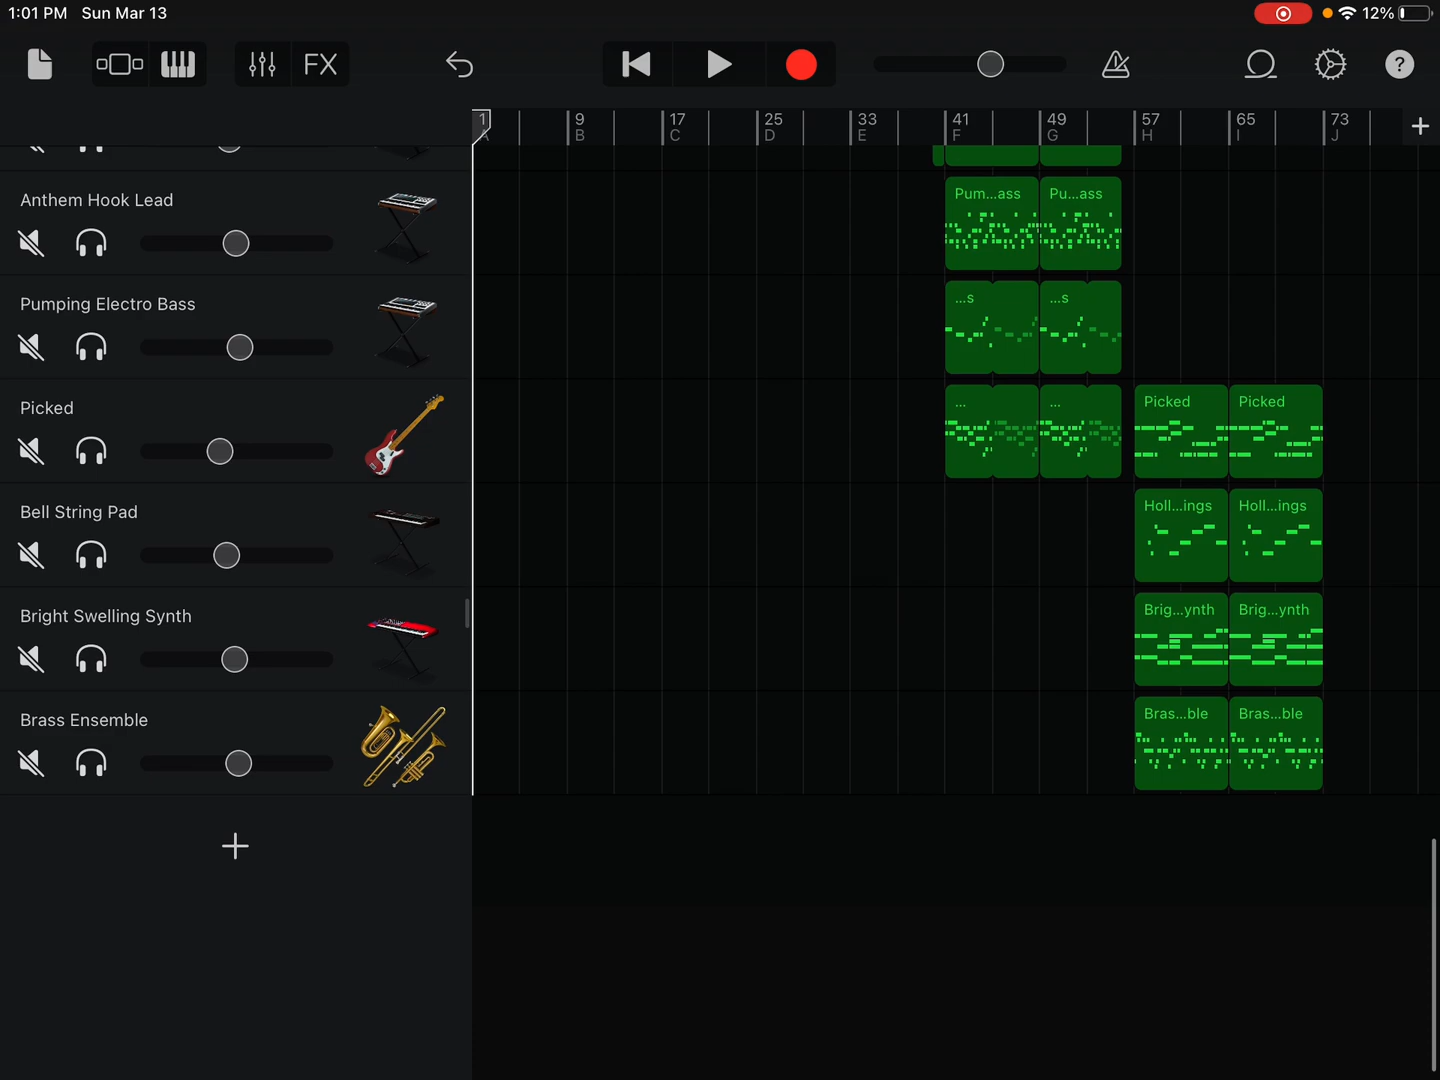 1:01 PM Sun Mar 13
12%
FX
?
1 9 17 25 33 41 49 57 65 73
A B C D E F G H I J
+
Anthem Hook Lead
Pum...ass Pu...ass
Pumping Electro Bass
...s ...s
Picked
... ... Picked Picked
Bell String Pad
Holl...ings Holl...ings
Bright Swelling Synth
Brig...ynth Brig...ynth
Brass Ensemble
Bras...ble Bras...ble
+